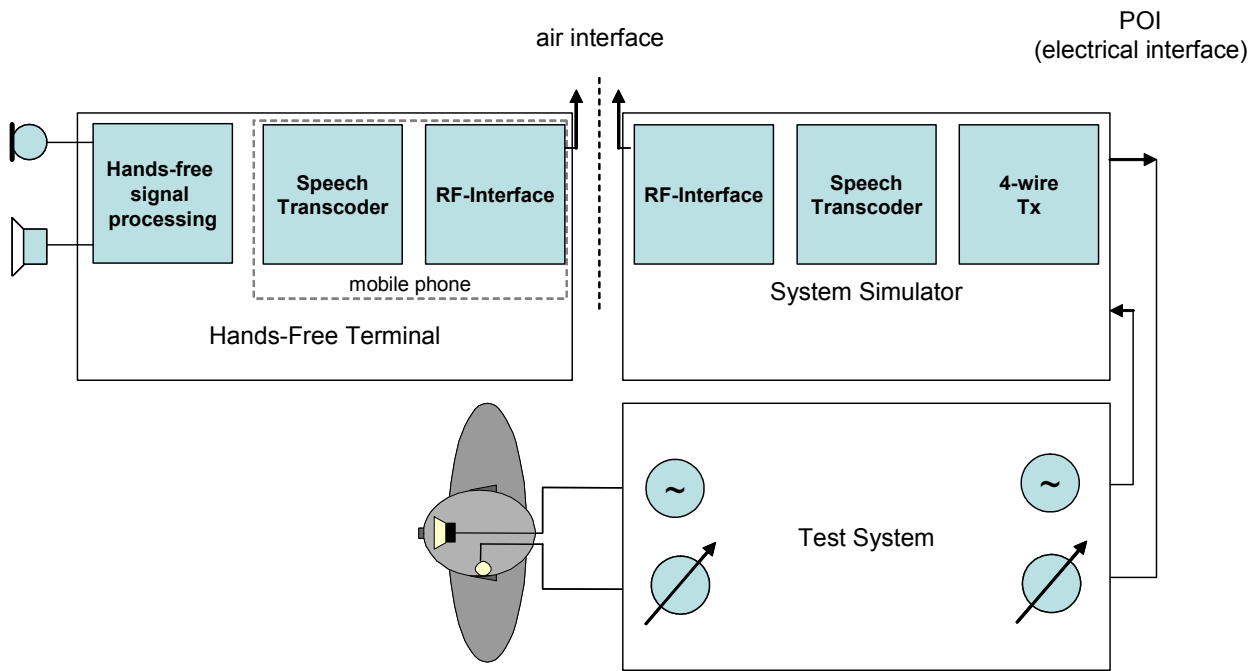 POI
(electrical interface)
air interface
Hands-free
signal
processing
Speech
Transcoder
RF-Interface
mobile phone
Hands-Free Terminal
RF-Interface
Speech
Transcoder
4-wire
Tx
System Simulator
~
~
Test System